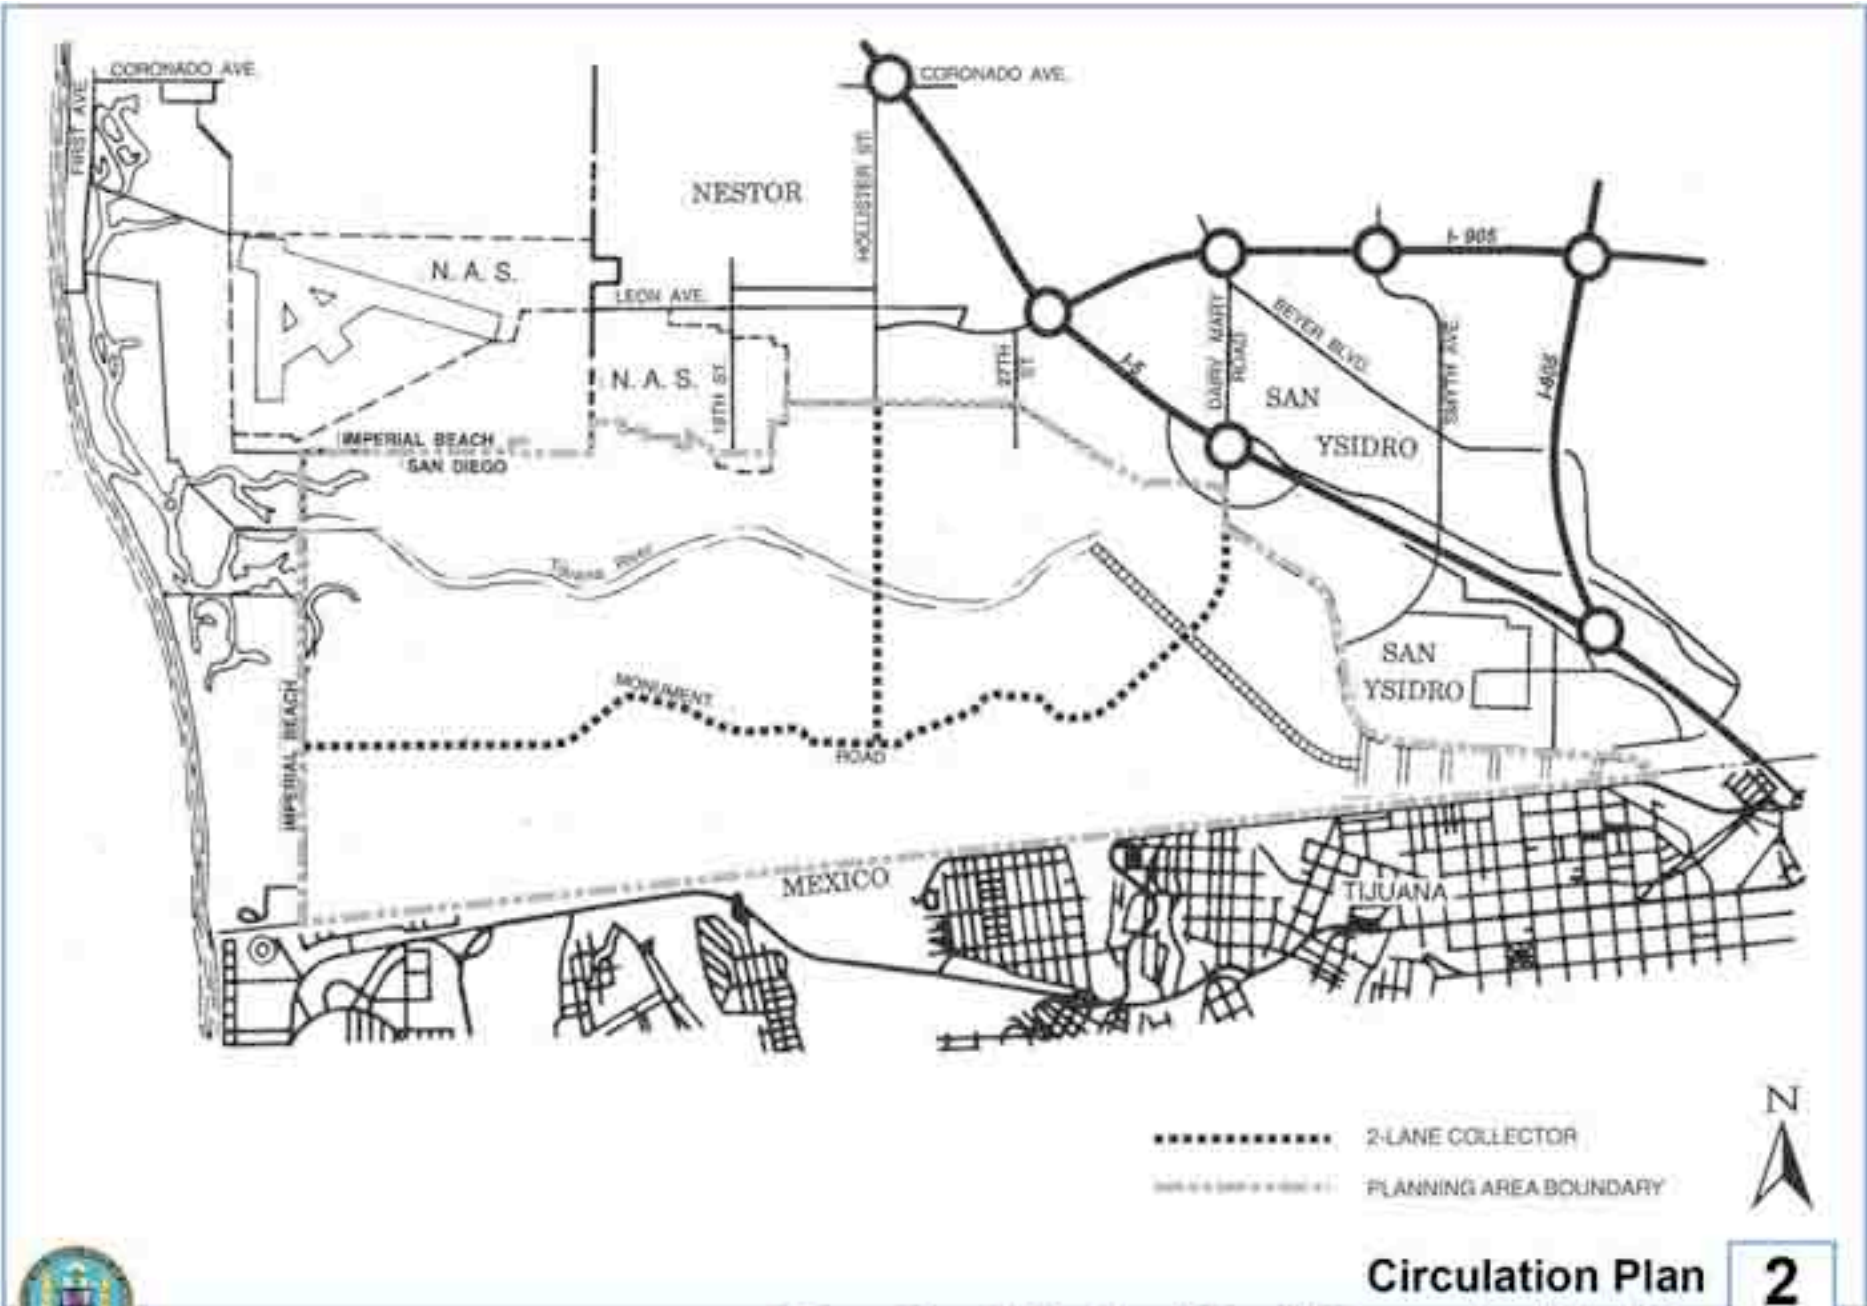 CORONADO AVE.
CORONADO AVE.
FIRST AVE.
HOLLISTER ST.
NESTOR
I-905
N. A. S.
LEON AVE.
BEYER BLVD.
DAIRY MART
ROAD
SMYTH AVE.
I-5
27TH
ST
N. A. S.
19TH ST.
SAN
YSIDRO
I-805
IMPERIAL BEACH
SAN DIEGO
Tijuana River
SAN
YSIDRO
MONUMENT
ROAD
IMPERIAL BEACH
MEXICO
TIJUANA
N
2-LANE COLLECTOR
PLANNING AREA BOUNDARY
Circulation Plan
2